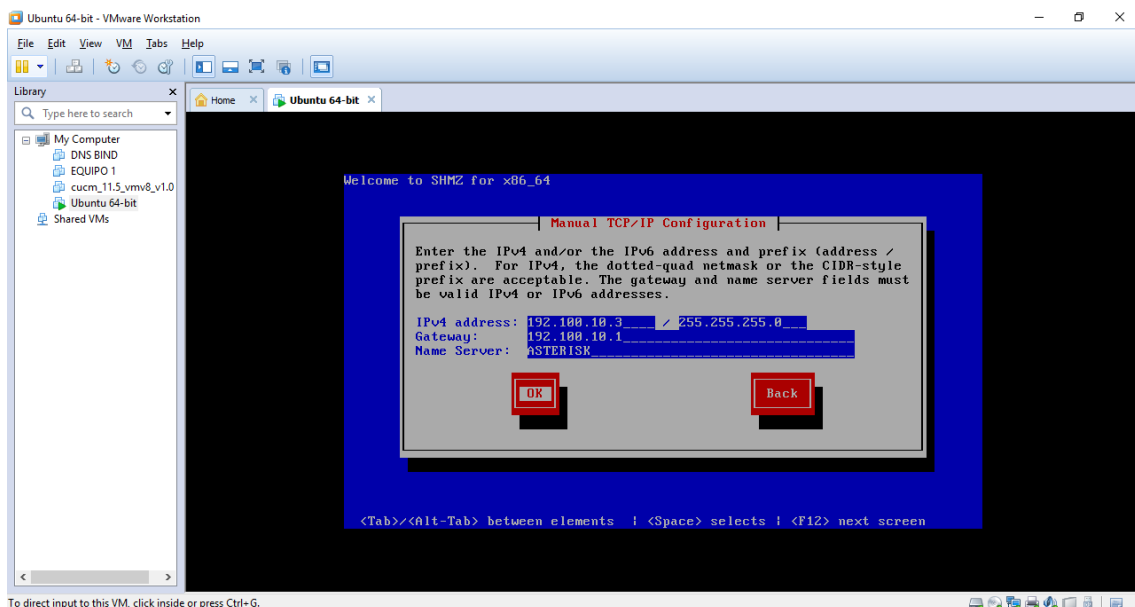 Ubuntu 64-bit - VMware Workstation
File Edit View VM Tabs Help
Library
Type here to search
My Computer
DNS BIND
EQUIPO 1
cucm_11.5_vmv8_v1.0
Ubuntu 64-bit
Shared VMs
Home
Ubuntu 64-bit
Welcome to SHMZ for x86_64
Manual TCP/IP Configuration
Enter the IPv4 and/or the IPv6 address and prefix (address /
prefix). For IPv4, the dotted-quad netmask or the CIDR-style
prefix are acceptable. The gateway and name server fields must
be valid IPv4 or IPv6 addresses.
IPv4 address: 192.100.10.3____ / 255.255.255.0___
Gateway: 192.100.10.1_____________________________
Name Server: ASTERISK_________________________________
OK Back
<Tab>/<Alt-Tab> between elements | <Space> selects | <F12> next screen
To direct input to this VM, click inside or press Ctrl+G.